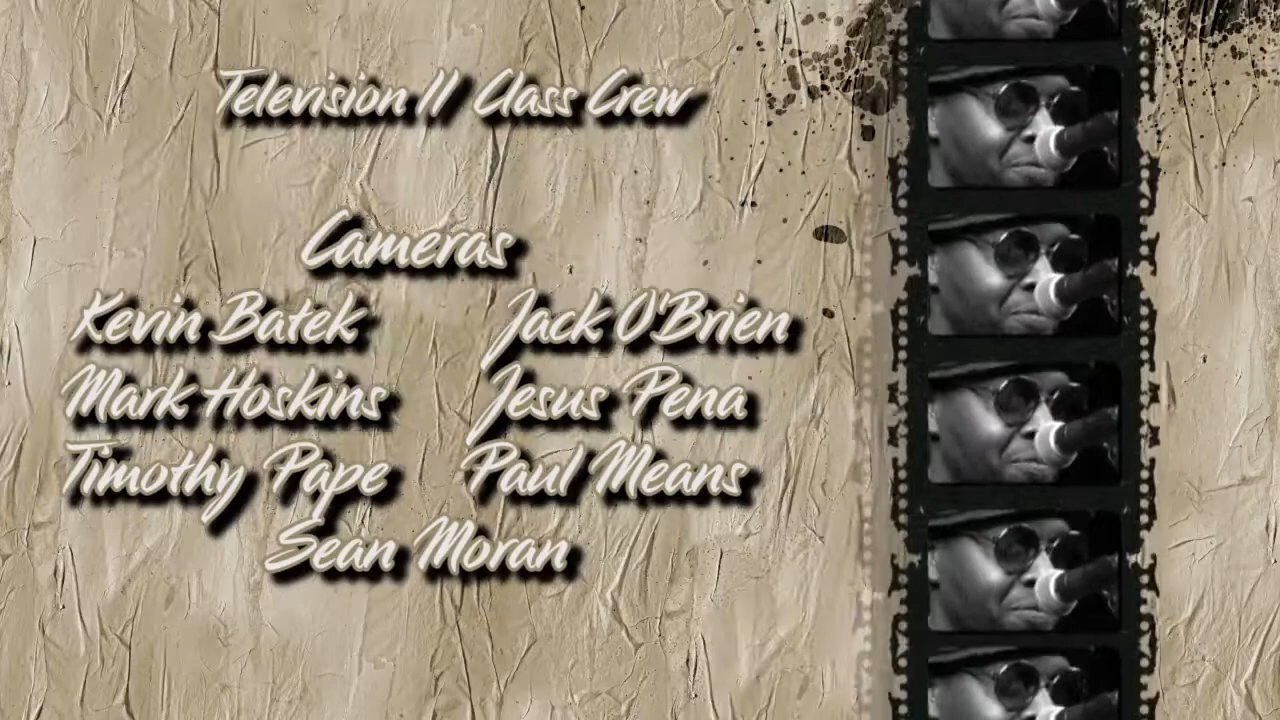 Television II Class Crew
Cameras
Kevin Batek Jack O'Brien
Mark Hoskins Jesus Pena
Timothy Pape Paul Means
Sean Moran